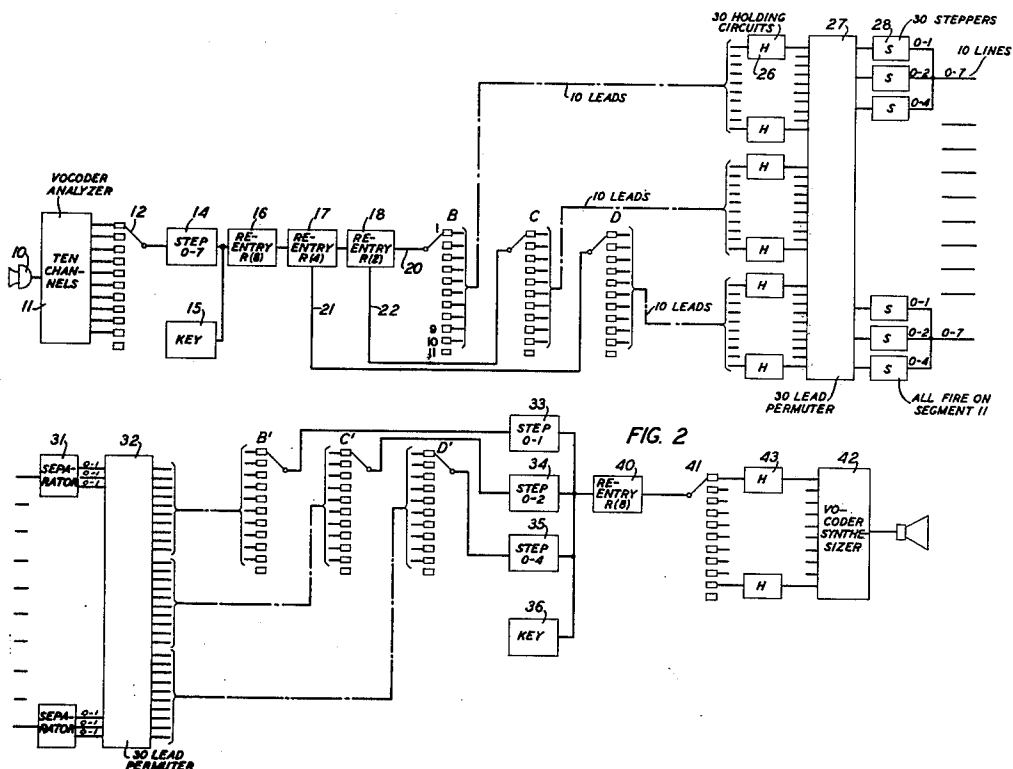 30 HOLDING
CIRCUITS
H
26
27
28
30 STEPPERS
S
0-1
10 LINES
S
0-2
0-7
S
0-4
H
10 LEADS
VOCODER
ANALYZER
12
14
STEP
0-7
16
RE-
ENTRY
R(8)
17
RE-
ENTRY
R(4)
18
RE-
ENTRY
R(2)
20
1
B
C
D
10 LEADS
H
H
10
TEN
CHAN-
NELS
11
15
KEY
21
22
9
10
11
10 LEADS
H
H
S
0-1
S
0-2
0-7
S
0-4
30 LEAD
PERMUTER
ALL FIRE ON
SEGMENT 11
FIG. 2
31
SEPA-
RATOR
0-1
0-1
0-1
32
B'
C'
D'
33
STEP
0-1
34
STEP
0-2
35
STEP
0-4
36
KEY
40
RE-
ENTRY
R(8)
41
43
H
H
42
VO-
CODER
SYNTHE
SIZER
SEPA-
RATOR
0-1
0-1
0-1
30 LEAD
PERMUTER